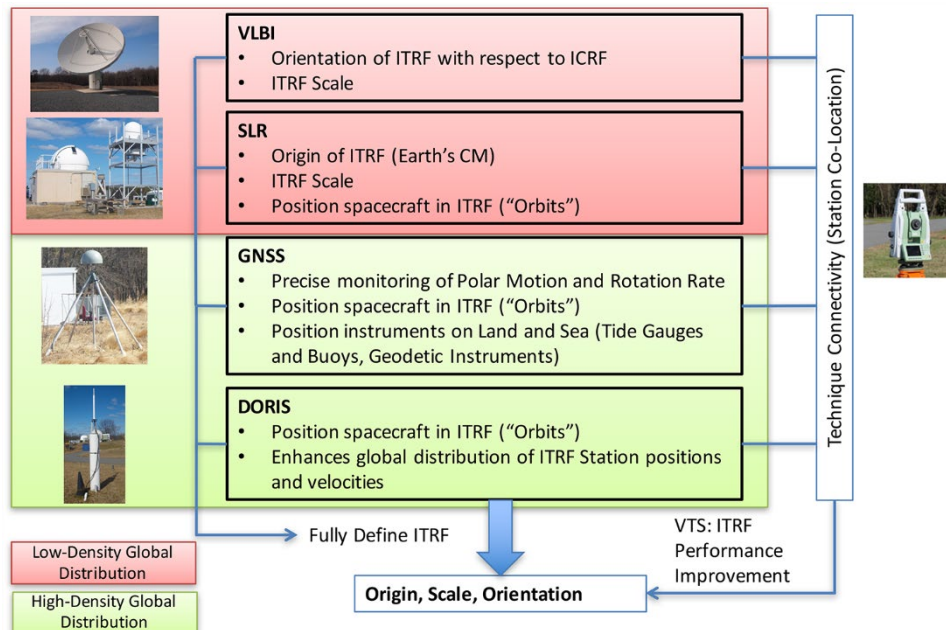 VLBI
• Orientation of ITRF with respect to ICRF
• ITRF Scale
SLR
• Origin of ITRF (Earth's CM)
• ITRF Scale
• Position spacecraft in ITRF (“Orbits”)
GNSS
• Precise monitoring of Polar Motion and Rotation Rate
• Position spacecraft in ITRF (“Orbits”)
• Position instruments on Land and Sea (Tide Gauges
and Buoys, Geodetic Instruments)
DORIS
• Position spacecraft in ITRF (“Orbits”)
• Enhances global distribution of ITRF Station positions
and velocities
Technique Connectivity (Station Co-Location)
Fully Define ITRF
VTS: ITRF
Performance
Improvement
Low-Density Global
Distribution
High-Density Global
Distribution
Origin, Scale, Orientation